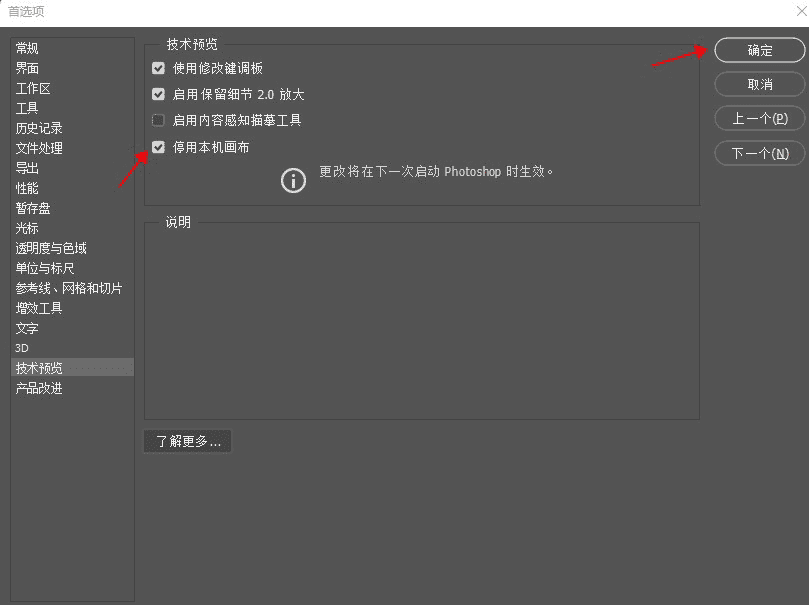 首选项
常规
界面
工作区
工具
历史记录
文件处理
导出
性能
暂存盘
光标
透明度与色域
单位与标尺
参考线、网格和切片
增效工具
文字
3D
技术预览
产品改进
技术预览
使用修改键调板
启用保留细节 2.0 放大
启用内容感知描摹工具
停用本机画布
更改将在下一次启动 Photoshop 时生效。
说明
了解更多...
确定
取消
上一个(P)
下一个(N)